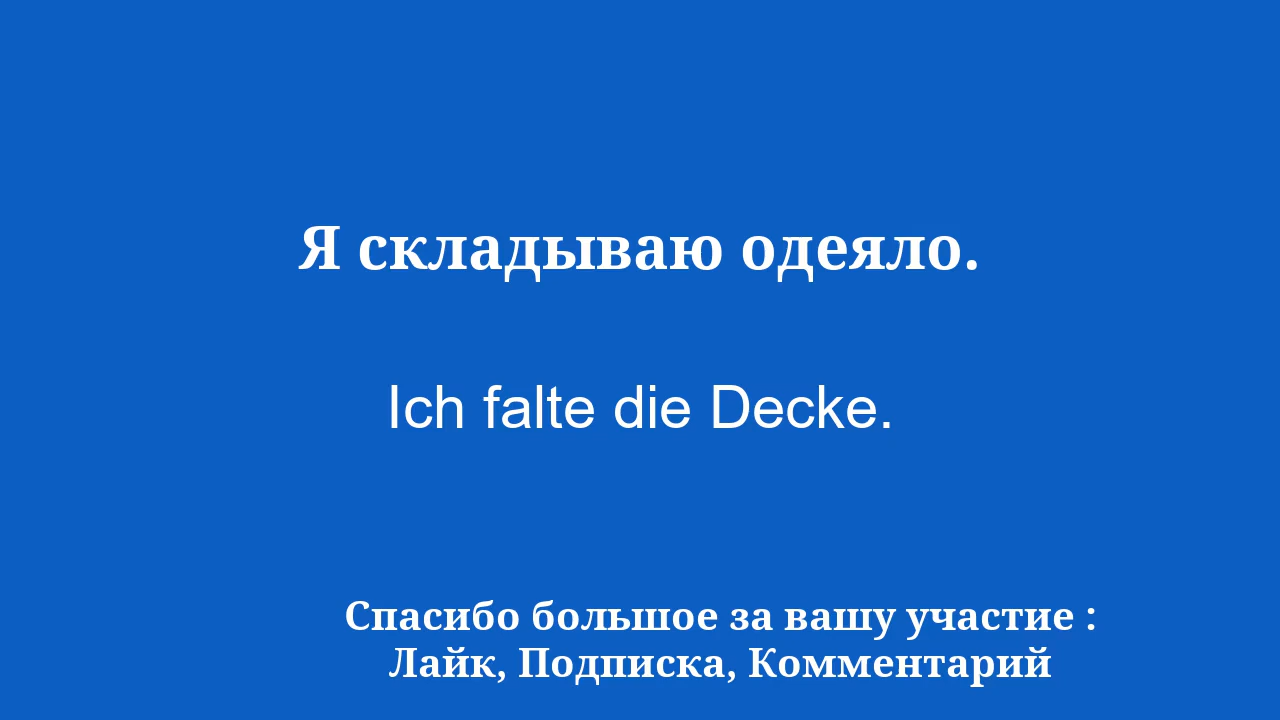 Я складываю одеяло.
Ich falte die Decke.
Спасибо большое за вашу участие :
Лайк, Подписка, Комментарий